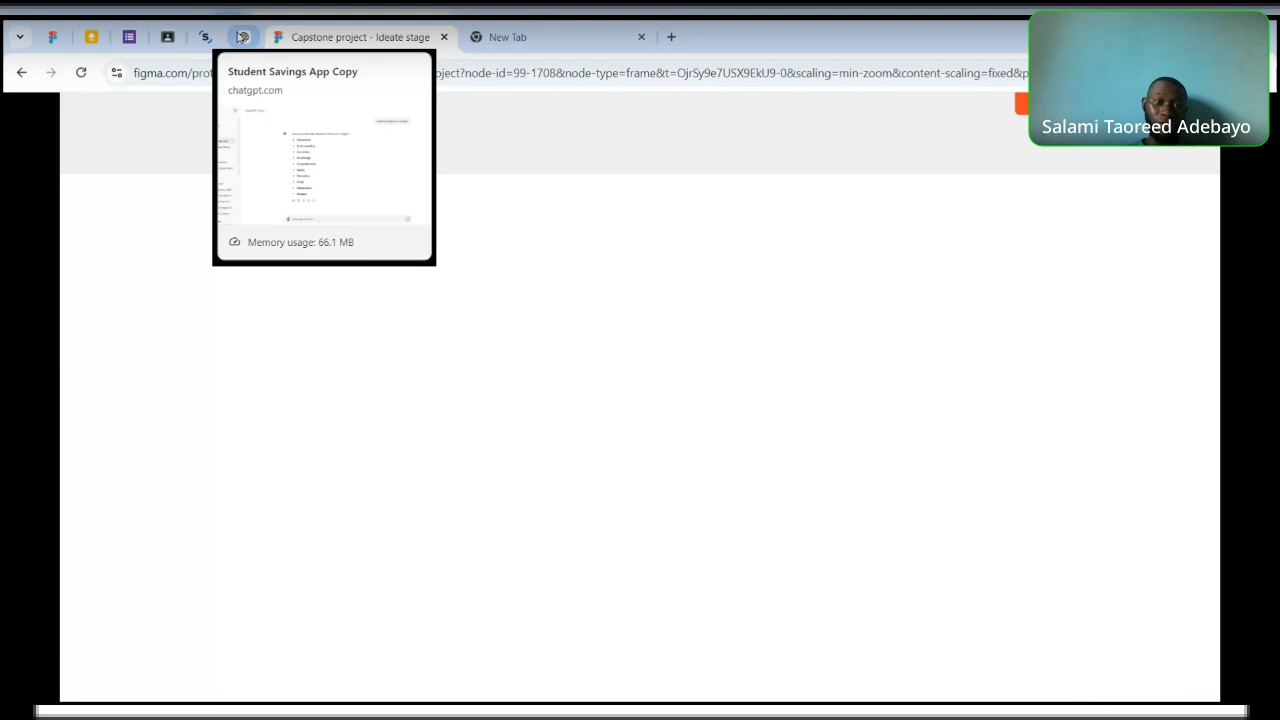 Capstone project - Ideate stage
New Tab
figma.com/prot
oject?node-id=99-1708&node-type=frame&t=OjrSy9e7USX9EkU9-0&scaling=min-zoom&content-scaling=fixed&p
Student Savings App Copy
chatgpt.com
Memory usage: 66.1 MB
Salami Taoreed Adebayo